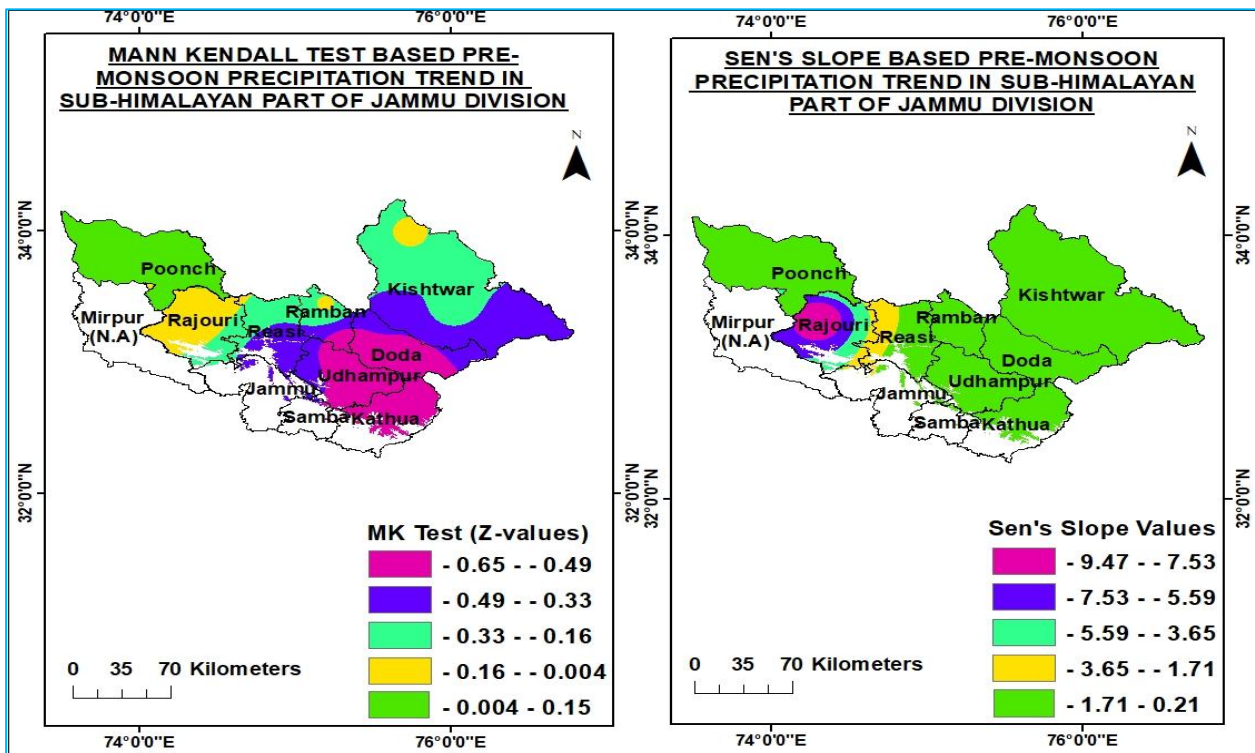 74°0'0"E 76°0'0"E
MANN KENDALL TEST BASED PRE-
MONSOON PRECIPITATION TREND IN
SUB-HIMALAYAN PART OF JAMMU DIVISION
N
34°0'0"N
34°0'0"N
32°0'0"N
32°0'0"N
Poonch
Mirpur
(N.A)
Rajouri
Reasi
Ramban
Kishtwar
Doda
Udhampur
Jammu
Samba
Kathua
MK Test (Z-values)
- 0.65 - - 0.49
- 0.49 - - 0.33
- 0.33 - - 0.16
- 0.16 - - 0.004
- 0.004 - 0.15
0 35 70 Kilometers
74°0'0"E 76°0'0"E
74°0'0"E 76°0'0"E
SEN'S SLOPE BASED PRE-MONSOON
PRECIPITATION TREND IN SUB-HIMALAYAN
PART OF JAMMU DIVISION
N
34°0'0"N
34°0'0"N
32°0'0"N
32°0'0"N
Poonch
Mirpur
(N.A)
Rajouri
Reasi
Ramban
Kishtwar
Doda
Udhampur
Jammu
Samba
Kathua
Sen's Slope Values
- 9.47 - - 7.53
- 7.53 - - 5.59
- 5.59 - - 3.65
- 3.65 - - 1.71
- 1.71 - 0.21
0 35 70 Kilometers
74°0'0"E 76°0'0"E